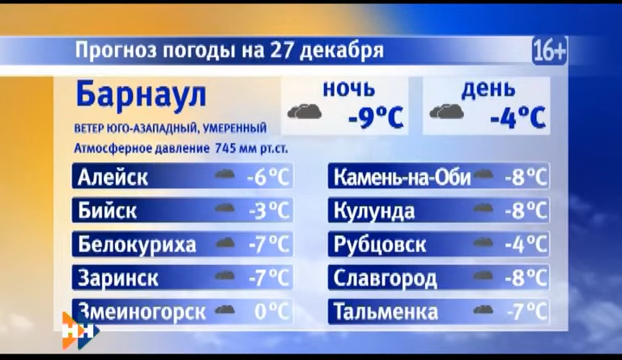 Прогноз погоды на 27 декабря
16+
Барнаул
ночь
-9°C
день
-4°C
ВЕТЕР ЮГО-АЗАПАДНЫЙ, УМЕРЕННЫЙ
Атмосферное давление 745 мм рт.ст.
Алейск -6°C
Бийск -3°C
Белокуриха -7°C
Заринск -7°C
Змеиногорск 0°C
Камень-на-Оби -8°C
Кулунда -8°C
Рубцовск -4°C
Славгород -8°C
Тальменка -7°C
НН